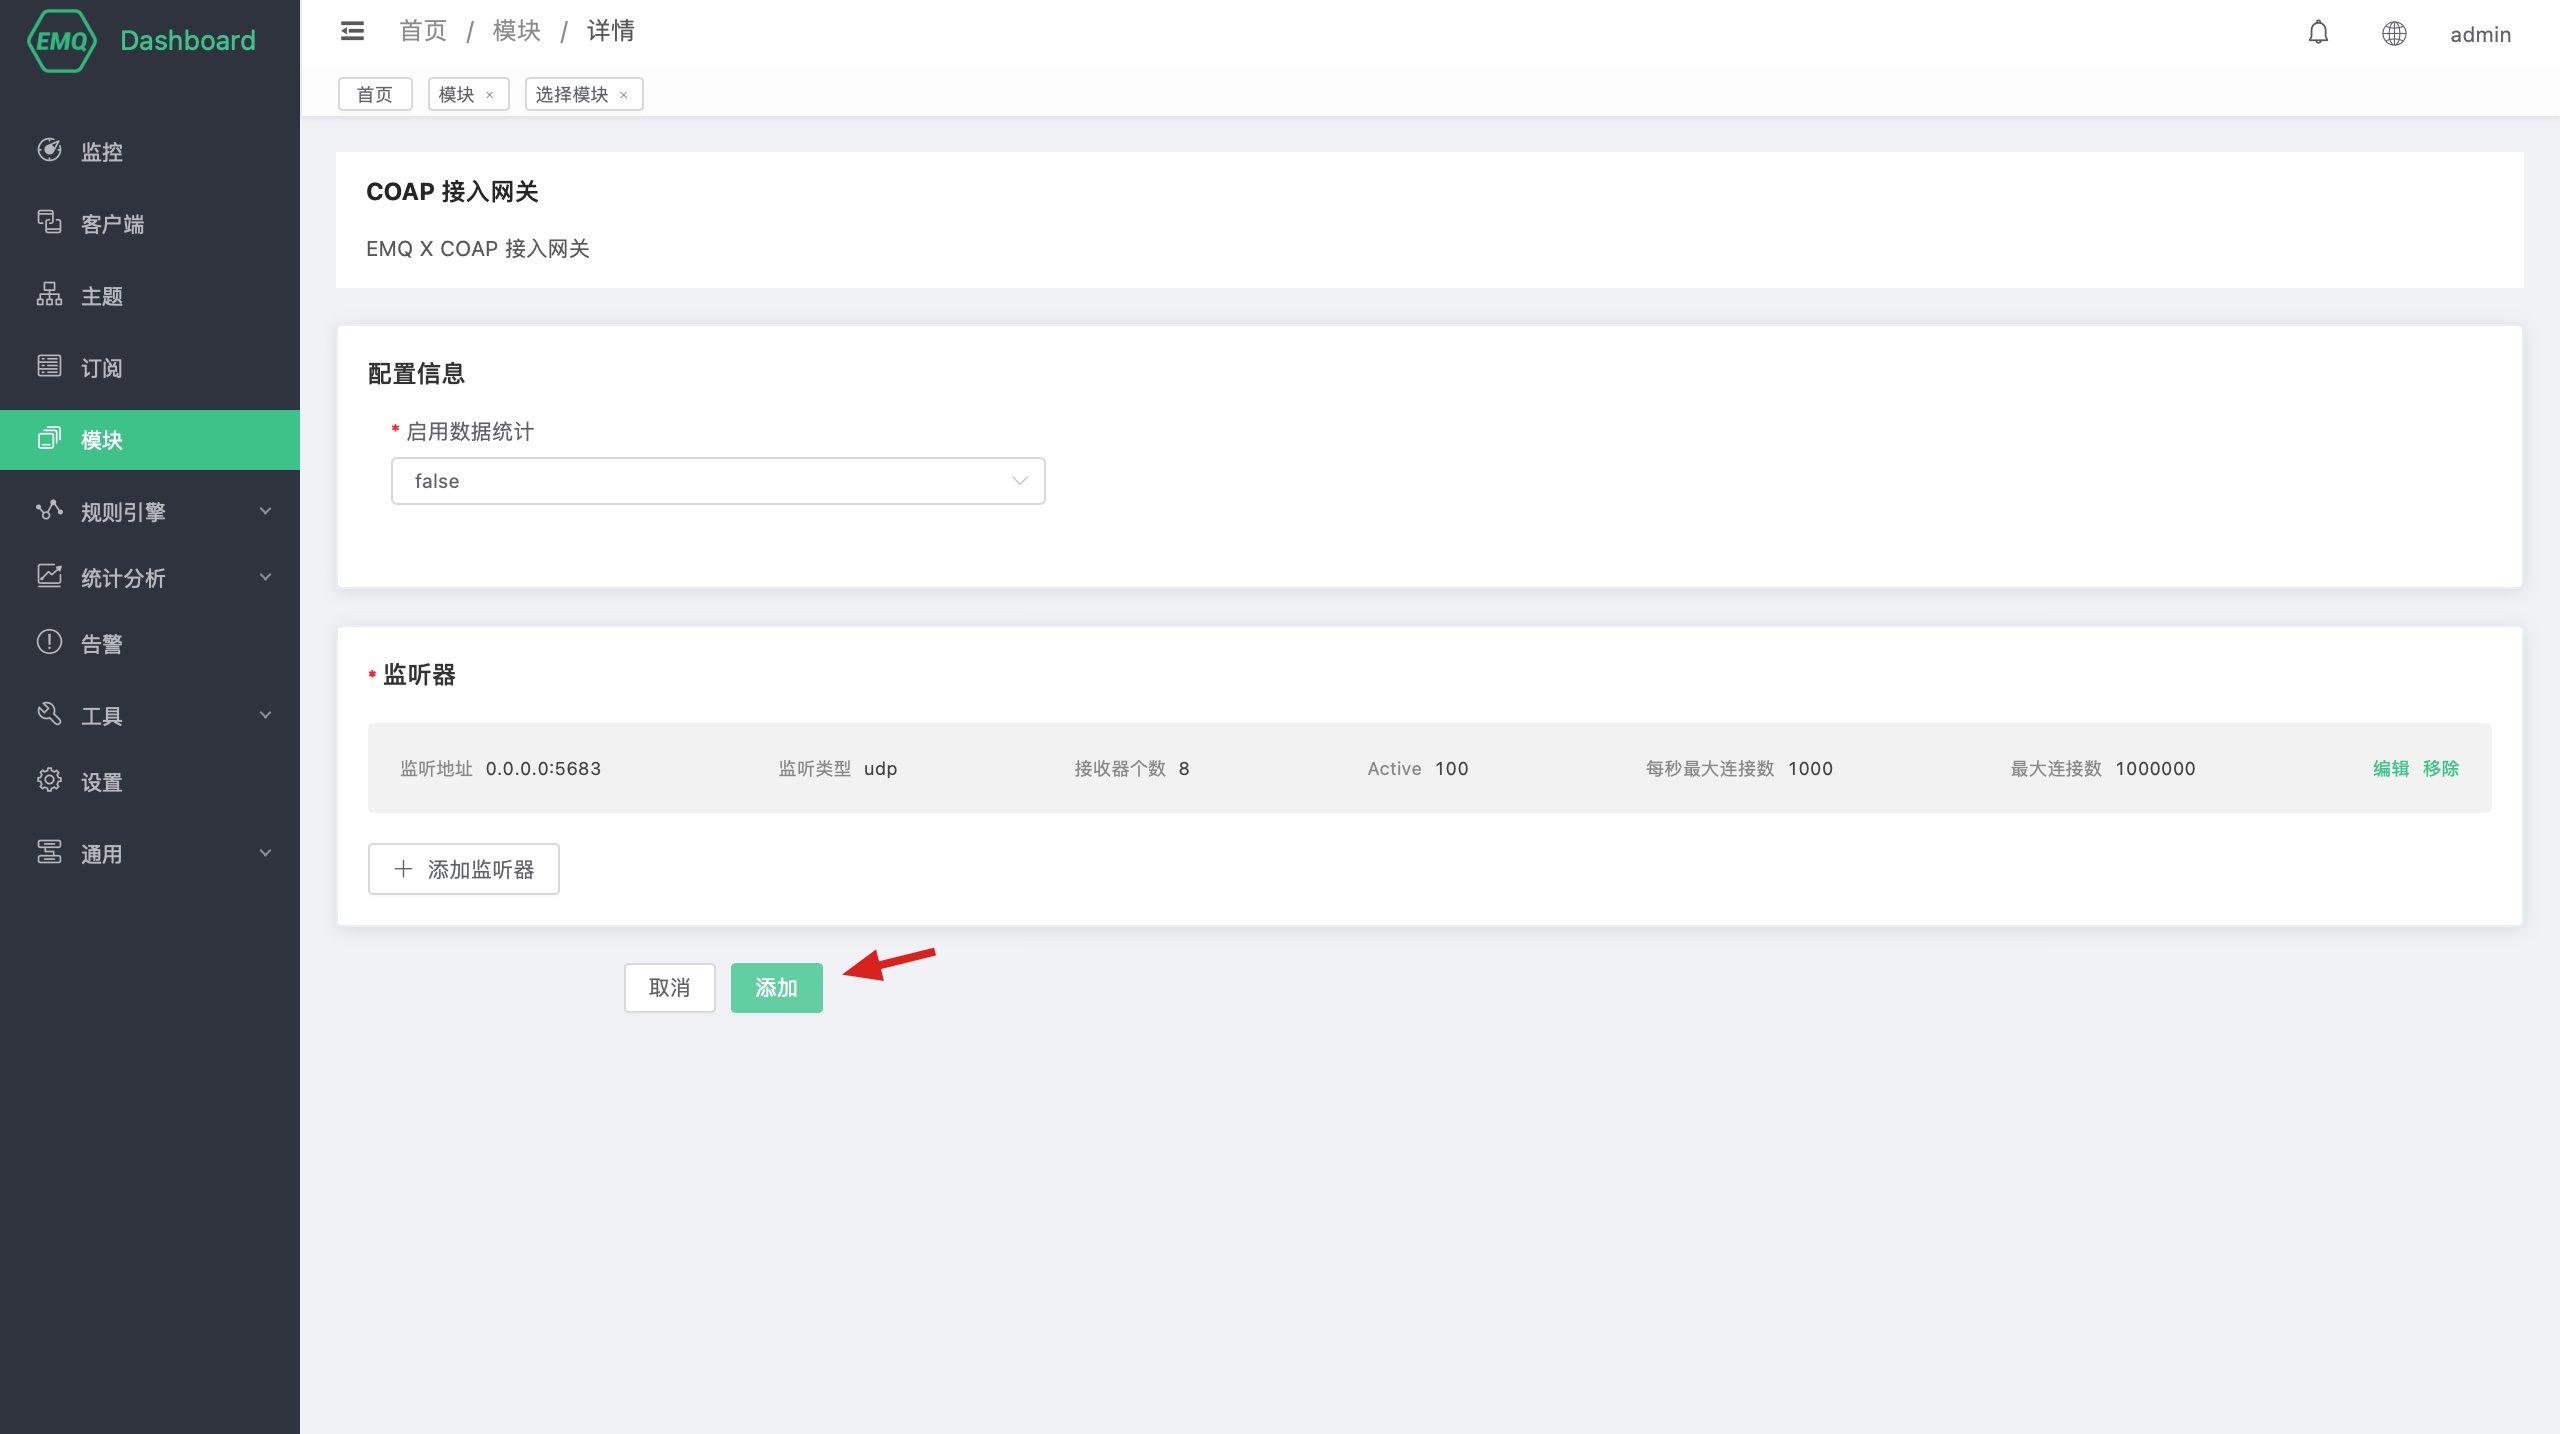 EMQ Dashboard
监控
客户端
主题
订阅
模块
规则引擎
统计分析
告警
工具
设置
通用
首页 / 模块 / 详情
admin
首页 模块 × 选择模块 ×
COAP 接入网关
EMQ X COAP 接入网关
配置信息
* 启用数据统计
false
* 监听器
监听地址 0.0.0.0:5683 监听类型 udp 接收器个数 8 Active 100 每秒最大连接数 1000 最大连接数 1000000 编辑 移除
添加监听器
取消 添加